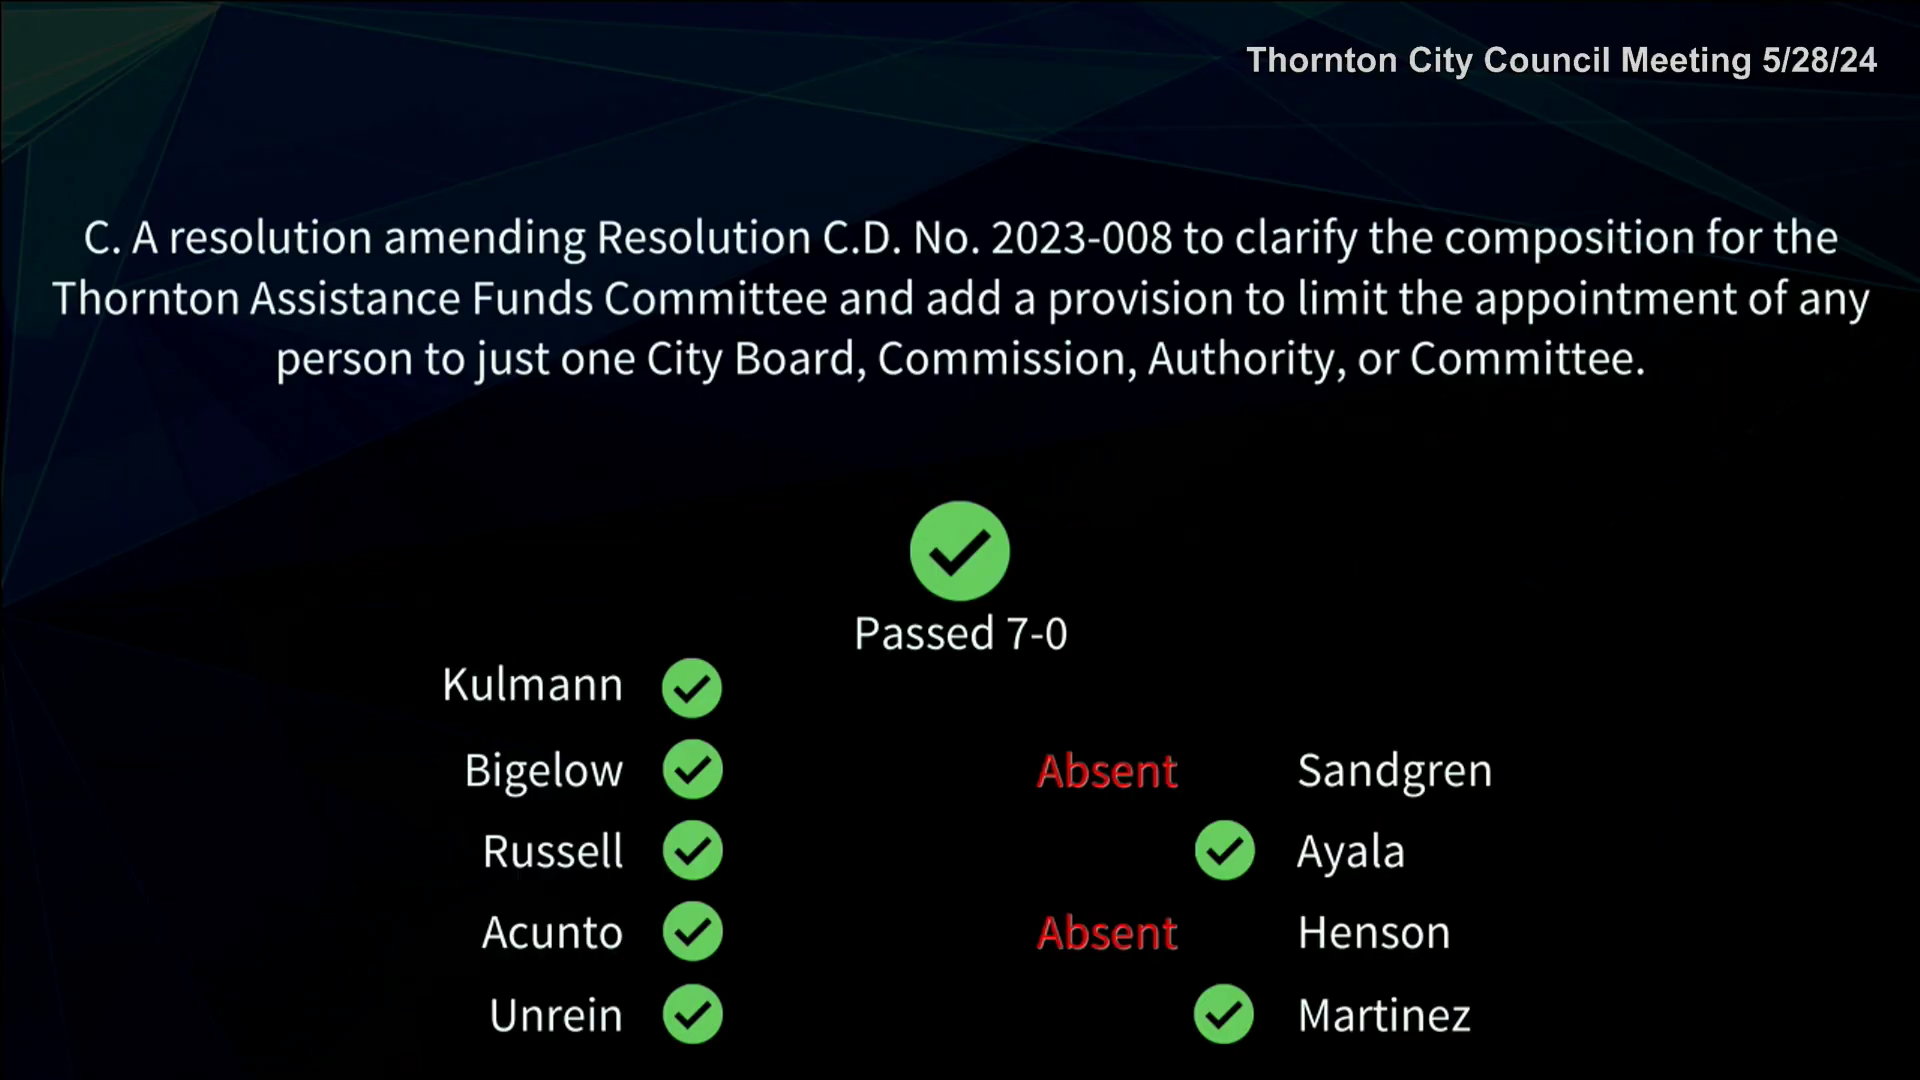 Thornton City Council Meeting 5/28/24
C. A resolution amending Resolution C.D. No. 2023-008 to clarify the composition for the
Thornton Assistance Funds Committee and add a provision to limit the appointment of any
person to just one City Board, Commission, Authority, or Committee.
Passed 7-0
Kulmann
Bigelow
Absent Sandgren
Russell
Ayala
Acunto
Absent Henson
Unrein
Martinez